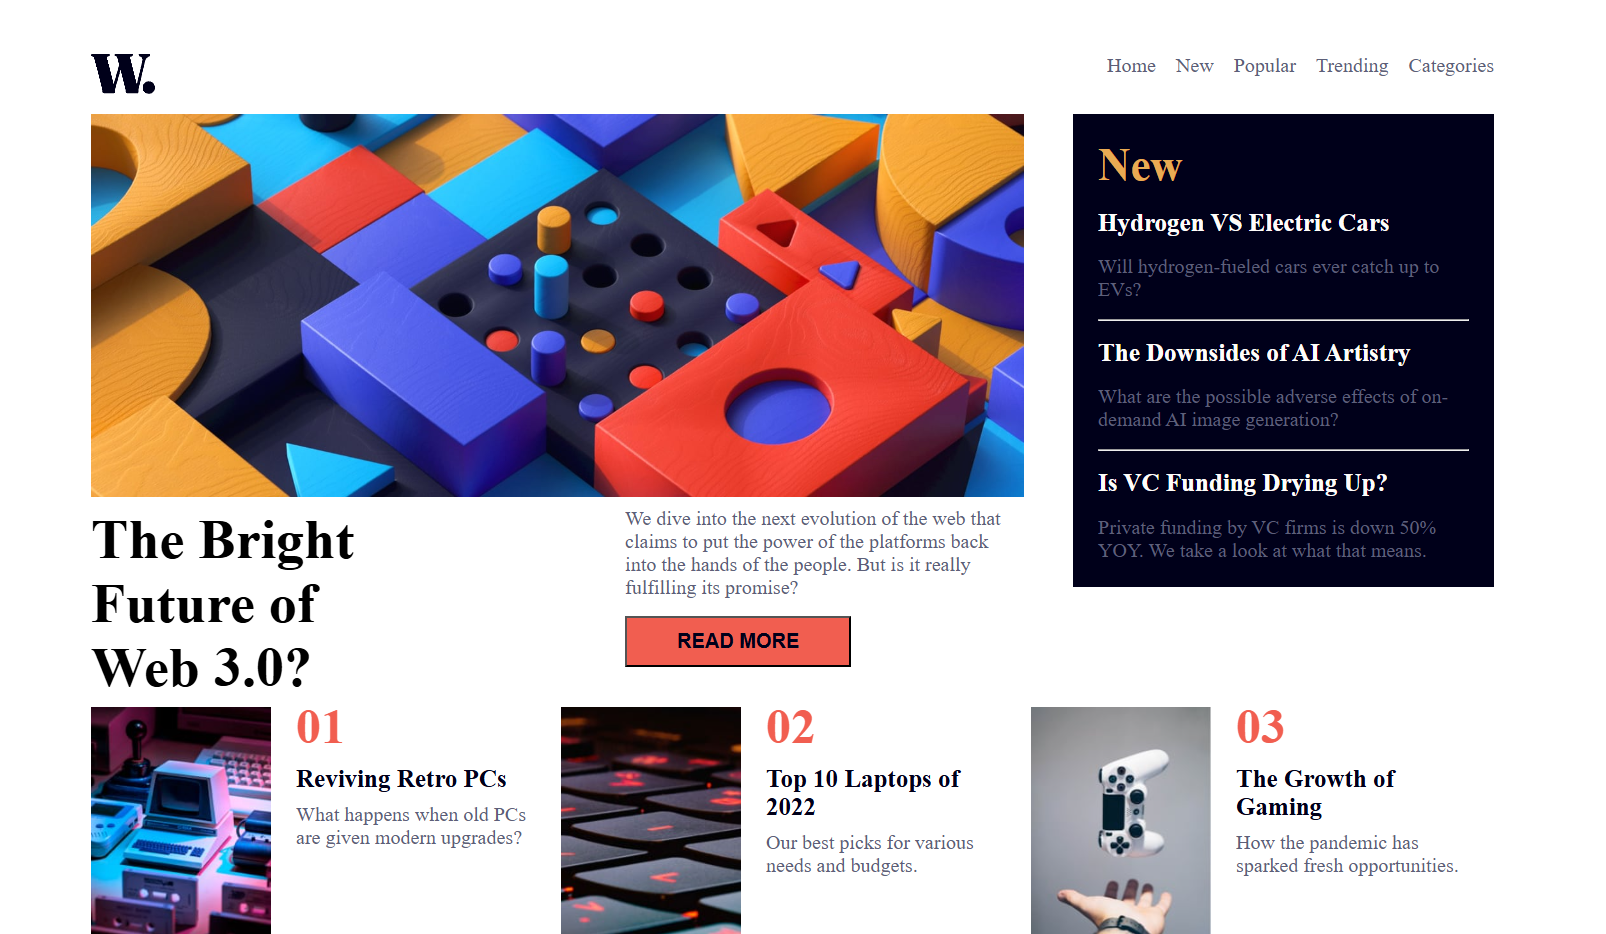 W.
Home New Popular Trending Categories
New
Hydrogen VS Electric Cars
Will hydrogen-fueled cars ever catch up to
EVs?
The Downsides of AI Artistry
What are the possible adverse effects of on-
demand AI image generation?
Is VC Funding Drying Up?
Private funding by VC firms is down 50%
YOY. We take a look at what that means.
The Bright
Future of
Web 3.0?
We dive into the next evolution of the web that
claims to put the power of the platforms back
into the hands of the people. But is it really
fulfilling its promise?
READ MORE
01
Reviving Retro PCs
What happens when old PCs
are given modern upgrades?
02
Top 10 Laptops of
2022
Our best picks for various
needs and budgets.
03
The Growth of
Gaming
How the pandemic has
sparked fresh opportunities.